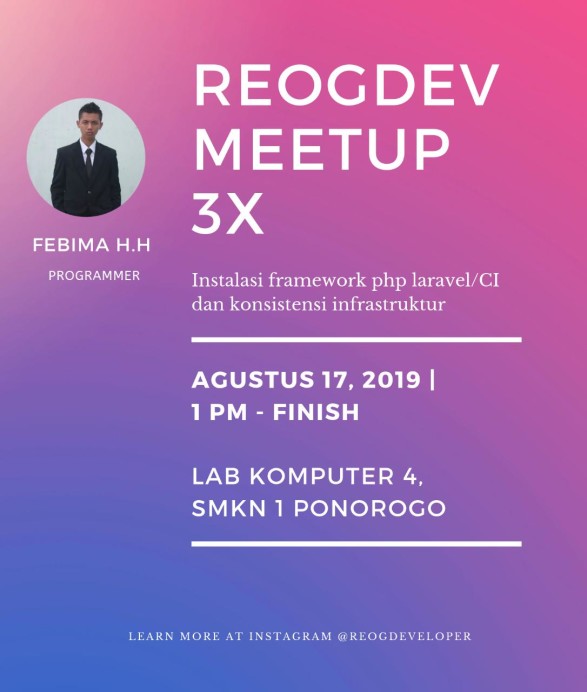 REOGDEV
MEETUP
3X
FEBIMA H.H
PROGRAMMER
Instalasi framework php laravel/CI
dan konsistensi infrastruktur
AGUSTUS 17, 2019 |
1 PM - FINISH
LAB KOMPUTER 4,
SMKN 1 PONOROGO
LEARN MORE AT INSTAGRAM @REOGDEVELOPER